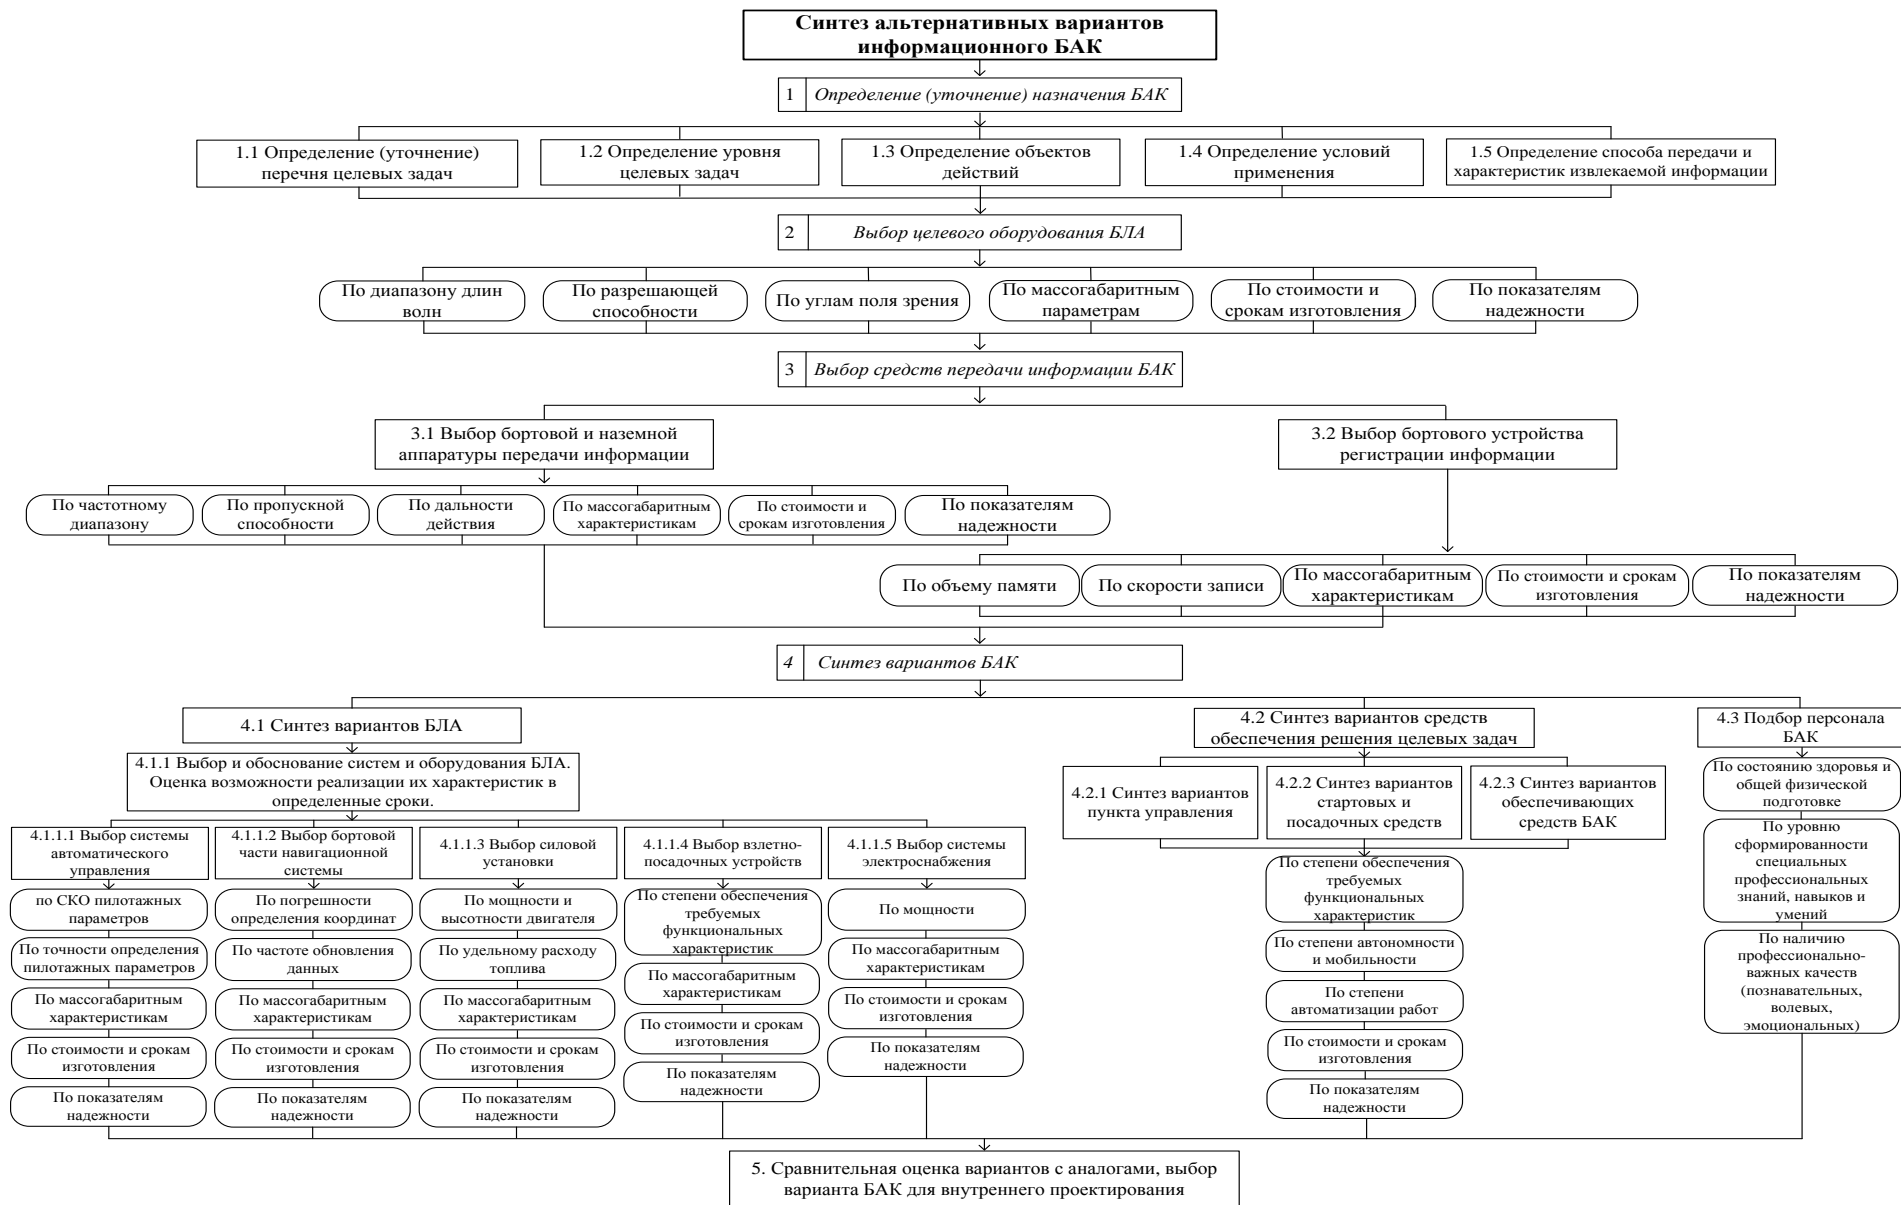 Синтез альтернативных вариантов
информационного БАК
1 Определение (уточнение) назначения БАК
1.1 Определение (уточнение)
перечня целевых задач
1.2 Определение уровня
целевых задач
1.3 Определение объектов
действий
1.4 Определение условий
применения
1.5 Определение способа передачи и
характеристик извлекаемой информации
2 Выбор целевого оборудования БЛА
По диапазону длин
волн
По разрешающей
способности
По углам поля зрения
По массогабаритным
параметрам
По стоимости и
срокам изготовления
По показателям
надежности
3 Выбор средств передачи информации БАК
3.1 Выбор бортовой и наземной
аппаратуры передачи информации
3.2 Выбор бортового устройства
регистрации информации
По частотному
диапазону
По пропускной
способности
По дальности
действия
По массогабаритным
характеристикам
По стоимости и
срокам изготовления
По показателям
надежности
По объему памяти
По скорости записи
По массогабаритным
характеристикам
По стоимости и срокам
изготовления
По показателям
надежности
4 Синтез вариантов БАК
4.1 Синтез вариантов БЛА
4.1.1 Выбор и обоснование систем и оборудования БЛА.
Оценка возможности реализации их характеристик в
определенные сроки.
4.1.1.1 Выбор системы
автоматического
управления
по СКО пилотажных
параметров
По точности определения
пилотажных параметров
По массогабаритным
характеристикам
По стоимости и срокам
изготовления
По показателям
надежности
4.1.1.2 Выбор бортовой
части навигационной
системы
По погрешности
определения координат
По частоте обновления
данных
По массогабаритным
характеристикам
По стоимости и срокам
изготовления
По показателям
надежности
4.1.1.3 Выбор силовой
установки
По мощности и
высотности двигателя
По удельному расходу
топлива
По массогабаритным
характеристикам
По стоимости и срокам
изготовления
По показателям
надежности
4.1.1.4 Выбор взлетно-
посадочных устройств
По степени обеспечения
требуемых
функциональных
характеристик
По массогабаритным
характеристикам
По стоимости и срокам
изготовления
По показателям
надежности
4.1.1.5 Выбор системы
электроснабжения
По мощности
По массогабаритным
характеристикам
По стоимости и срокам
изготовления
По показателям
надежности
4.2 Синтез вариантов средств
обеспечения решения целевых задач
4.2.1 Синтез вариантов
пункта управления
4.2.2 Синтез вариантов
стартовых и
посадочных средств
4.2.3 Синтез вариантов
обеспечивающих
средств БАК
По степени обеспечения
требуемых
функциональных
характеристик
По степени автономности
и мобильности
По степени
автоматизации работ
По стоимости и срокам
изготовления
По показателям
надежности
4.3 Подбор персонала
БАК
По состоянию здоровья и
общей физической
подготовке
По уровню
сформированности
специальных
профессиональных
знаний, навыков и
умений
По наличию
профессионально-
важных качеств
(познавательных,
волевых,
эмоциональных)
5. Сравнительная оценка вариантов с аналогами, выбор
варианта БАК для внутреннего проектирования